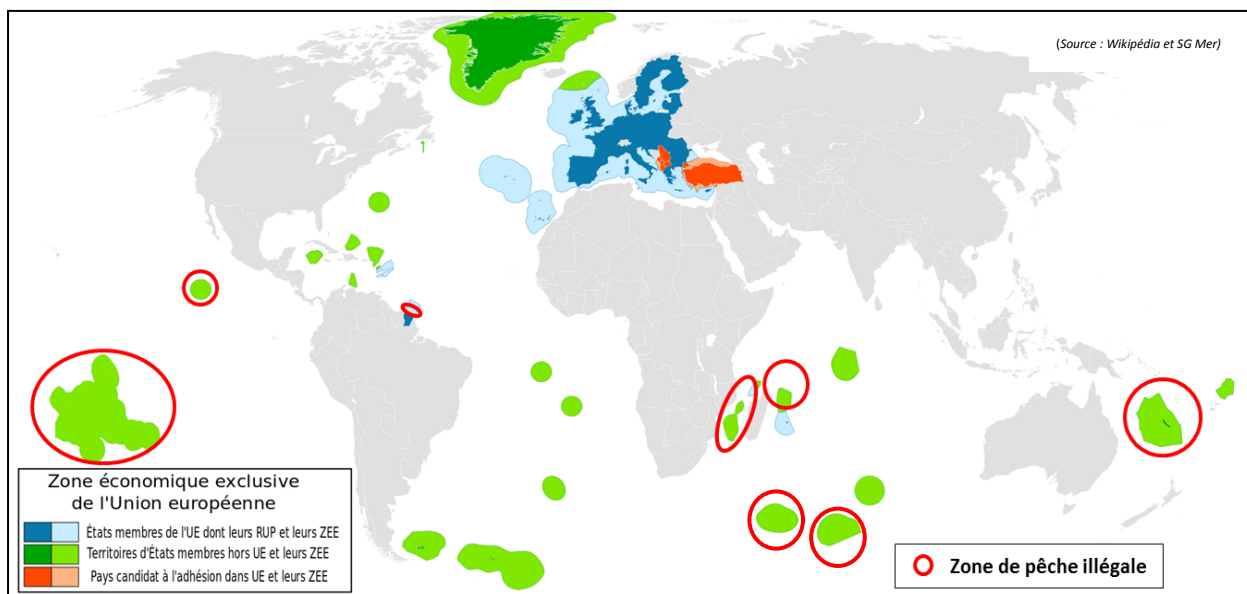 (Source : Wikipédia et SG Mer)
Zone économique exclusive
de l'Union européenne
États membres de l'UE dont leurs RUP et leurs ZEE
Territoires d'États membres hors UE et leurs ZEE
Pays candidat à l'adhésion dans UE et leurs ZEE
Zone de pêche illégale